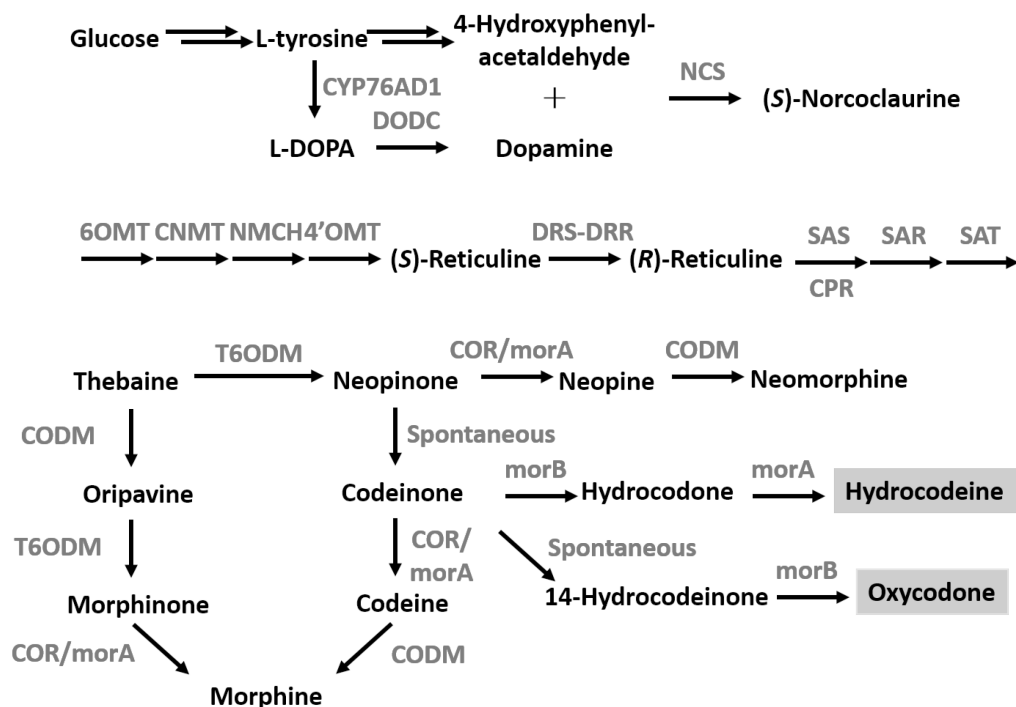 Glucose L-tyrosine 4-Hydroxyphenyl-
acetaldehyde
CYP76AD1
NCS
+
(S)-Norcoclaurine
DODC
L-DOPA Dopamine
6OMT CNMT NMCH 4’OMT DRS-DRR SAS SAR SAT
(S)-Reticuline (R)-Reticuline
CPR
T6ODM COR/morA CODM
Thebaine Neopinone Neopine Neomorphine
CODM Spontaneous
morB morA
Oripavine Codeinone Hydrocodone Hydrocodeine
T6ODM COR/
morA
Spontaneous
morB
Morphinone Codeine 14-Hydrocodeinone Oxycodone
COR/morA CODM
Morphine